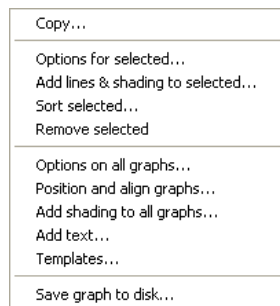 Copy...
Options for selected...
Add lines & shading to selected...
Sort selected...
Remove selected
Options on all graphs...
Position and align graphs...
Add shading to all graphs...
Add text...
Templates...
Save graph to disk...